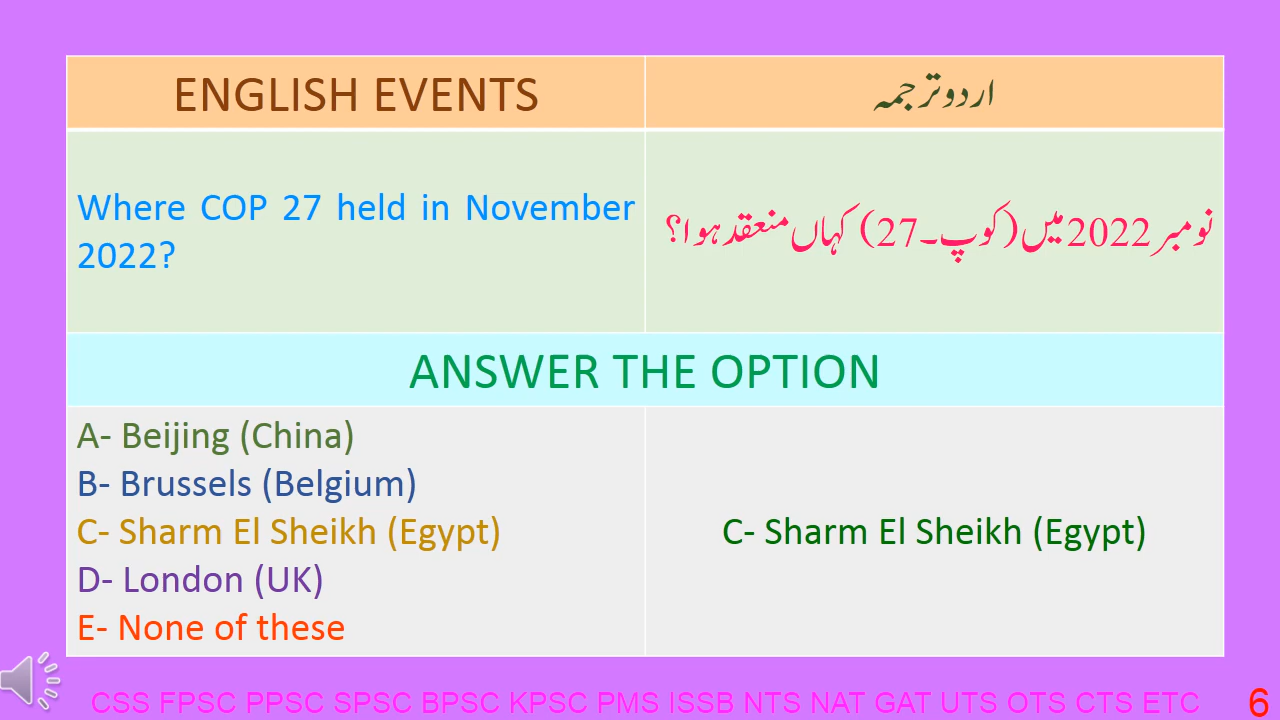 ENGLISH EVENTS
اردو ترجمہ
Where COP 27 held in November
2022?
نومبر 2022 میں (کوپ۔27) کہاں منعقد ہوا؟
ANSWER THE OPTION
A- Beijing (China)
B- Brussels (Belgium)
C- Sharm El Sheikh (Egypt)
D- London (UK)
E- None of these
C- Sharm El Sheikh (Egypt)
CSS FPSC PPSC SPSC BPSC KPSC PMS ISSB NTS NAT GAT UTS OTS CTS ETC
6